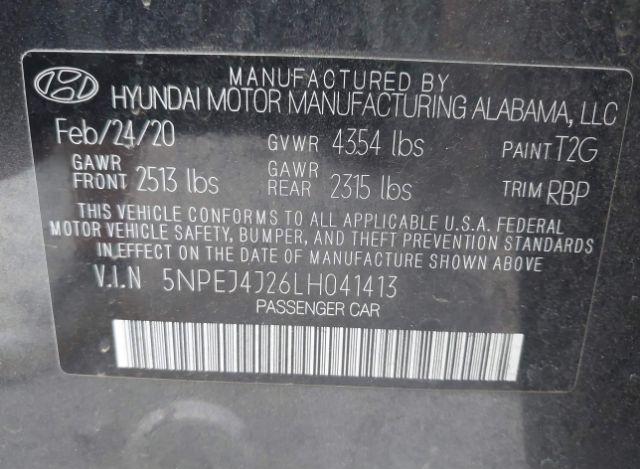 MANUFACTURED BY
HYUNDAI MOTOR MANUFACTURING ALABAMA, LLC
Feb/24/20 GVWR 4354 lbs PAINT T2G
GAWR FRONT 2513 lbs GAWR REAR 2315 lbs TRIM RBP
THIS VEHICLE CONFORMS TO ALL APPLICABLE U.S.A. FEDERAL
MOTOR VEHICLE SAFETY, BUMPER, AND THEFT PREVENTION STANDARDS
IN EFFECT ON THE DATE OF MANUFACTURE SHOWN ABOVE
V.I.N 5NPEJ4J26LH041413
PASSENGER CAR